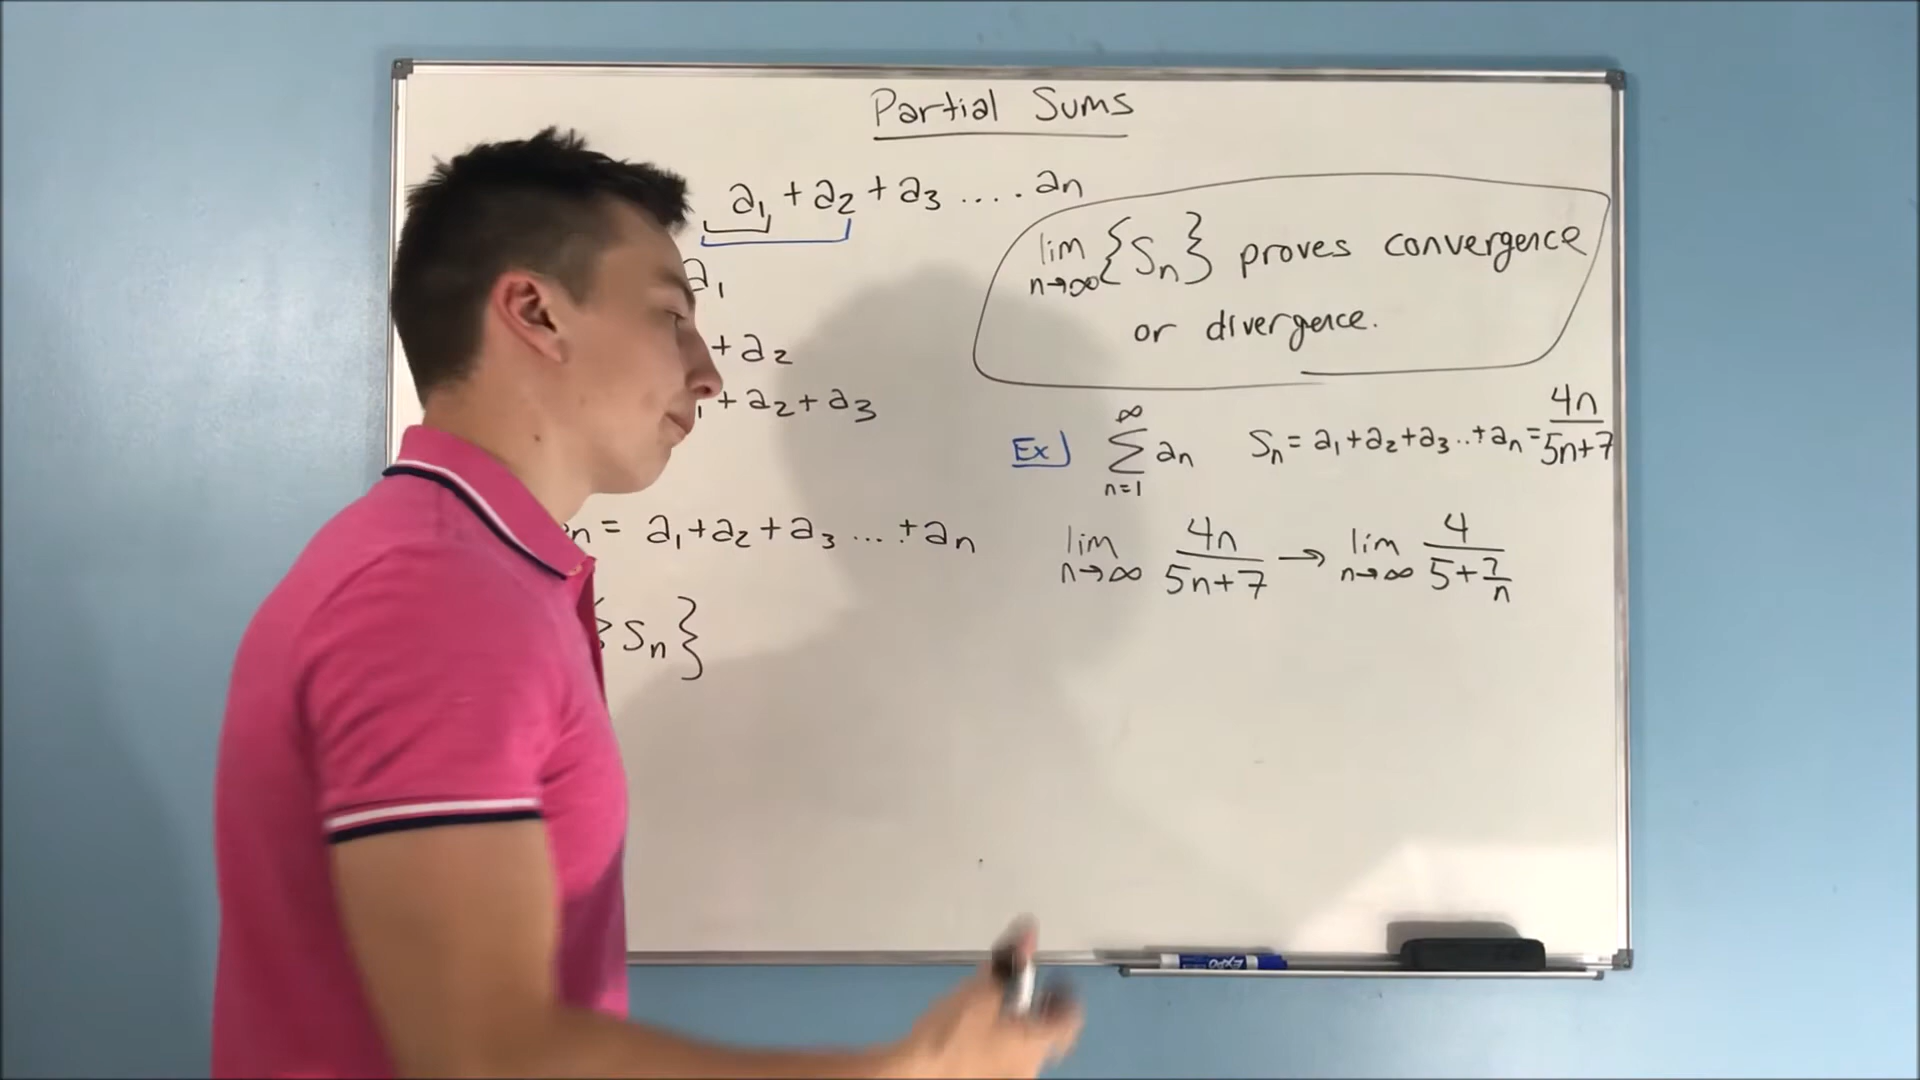 Partial Sums
a₁ + a₂ + a₃ .... aₙ
a₁
+ a₂
+ a₂ + a₃
n = a₁ + a₂ + a₃ ... + aₙ
{Sₙ}
lim n→∞ {Sₙ} proves convergence
or divergence.
Ex) ∞ Σ n=1 aₙ Sₙ = a₁ + a₂ + a₃ .. + aₙ = 4n/5n+7
lim n→∞ 4n/5n+7 → lim n→∞ 4/5+7/n
EXPO